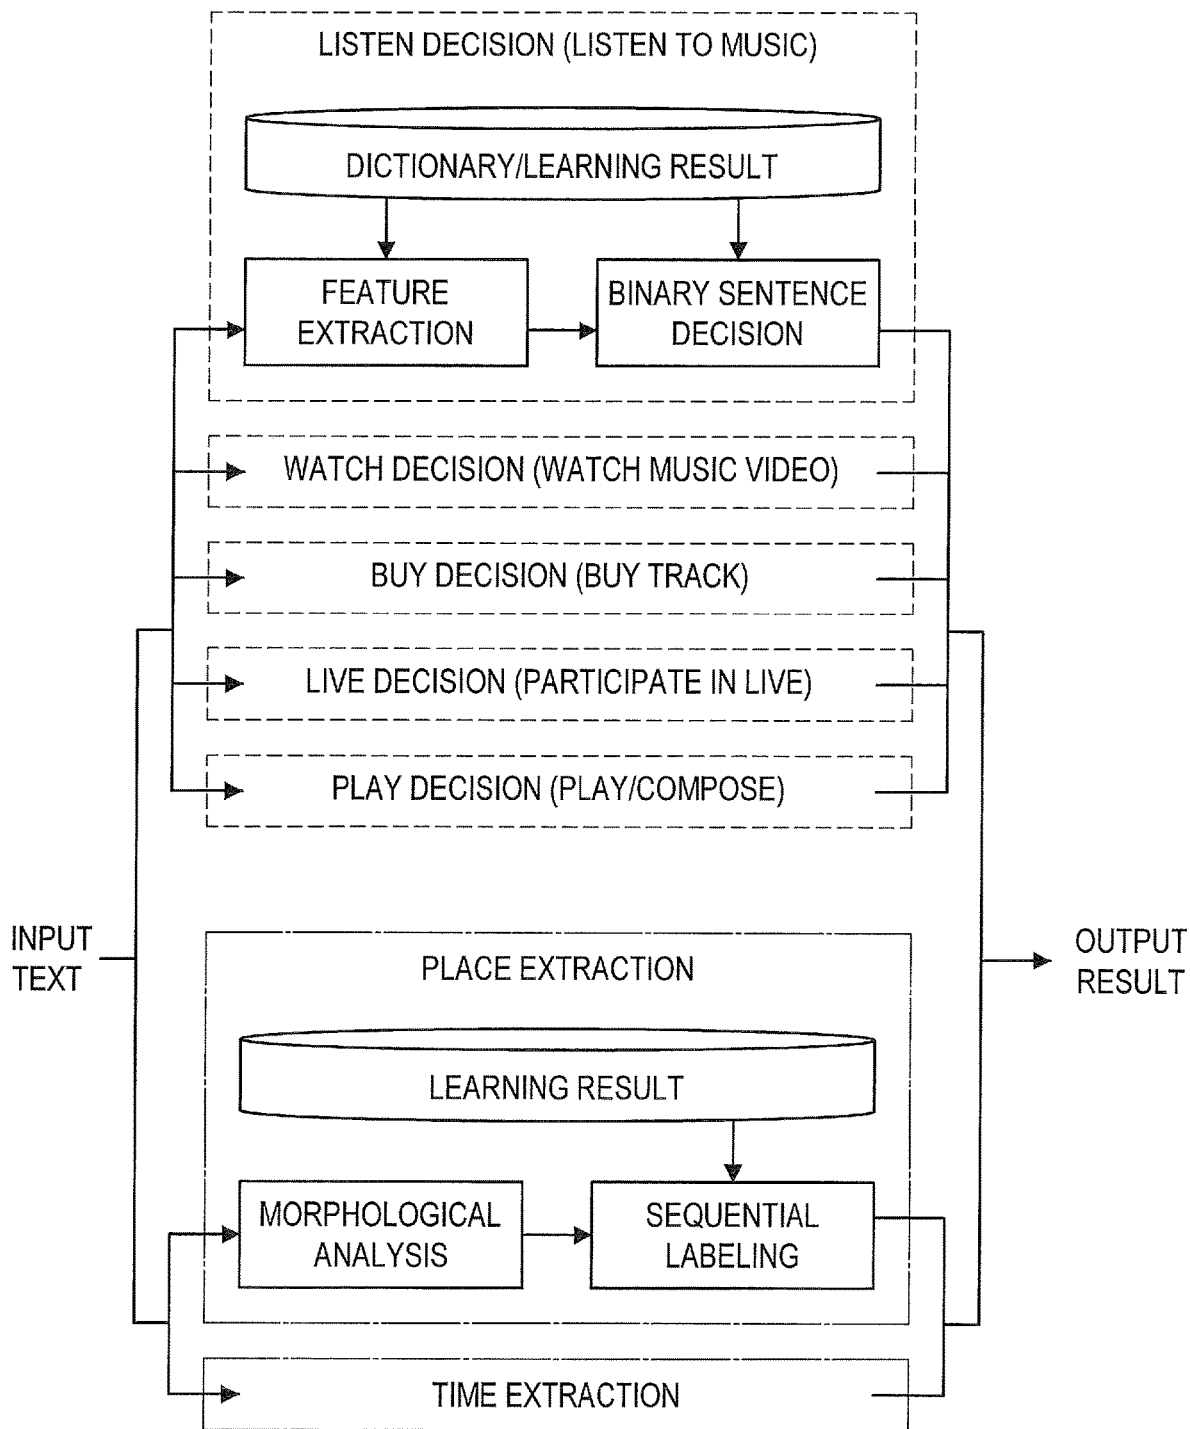 LISTEN DECISION (LISTEN TO MUSIC)
DICTIONARY/LEARNING RESULT
FEATURE
EXTRACTION
BINARY SENTENCE
DECISION
WATCH DECISION (WATCH MUSIC VIDEO)
BUY DECISION (BUY TRACK)
LIVE DECISION (PARTICIPATE IN LIVE)
PLAY DECISION (PLAY/COMPOSE)
INPUT
TEXT
OUTPUT
RESULT
PLACE EXTRACTION
LEARNING RESULT
MORPHOLOGICAL
ANALYSIS
SEQUENTIAL
LABELING
TIME EXTRACTION